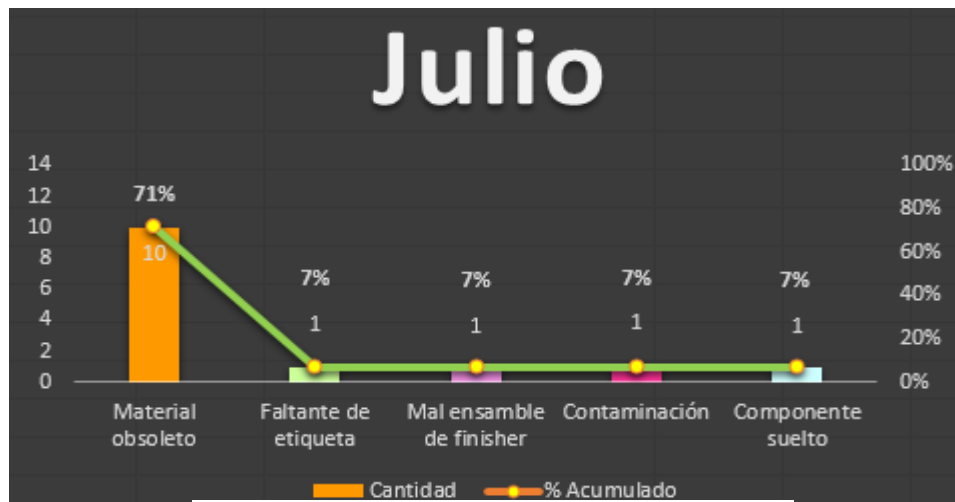 Julio
14
12
10
8
6
4
2
0
100%
80%
60%
40%
20%
0%
71%
10
7%
1
7%
1
7%
1
7%
1
Material
obsoleto
Faltante de
etiqueta
Mal ensamble
de finisher
Contaminación
Componente
suelto
Cantidad
% Acumulado